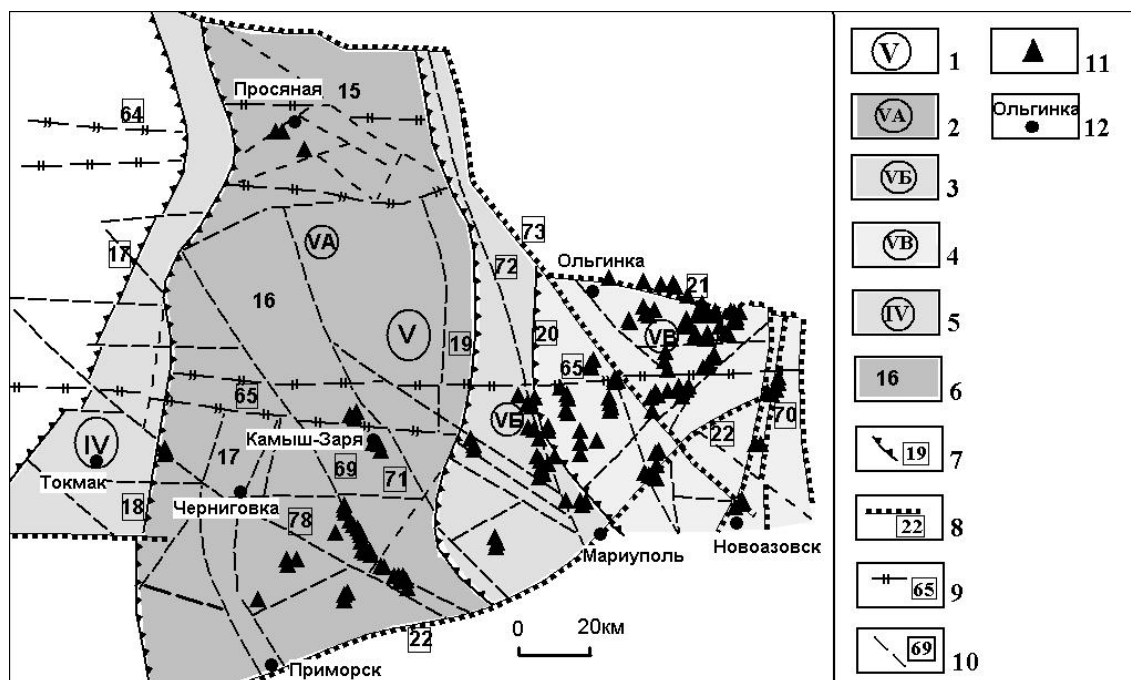 15
Просяная
64
17
VA
73
72
Ольгинка
21
16
V
19
20
VB
65
65
VБ
70
IV
Камыш-Заря
22
Токмак
17
69
71
18
Черниговка
78
Мариуполь
Новоазовск
22
0 20км
Приморск
V 1
11
VA 2
Ольгинка 12
VБ 3
VB 4
IV 5
16 6
19 7
22 8
65 9
69 10